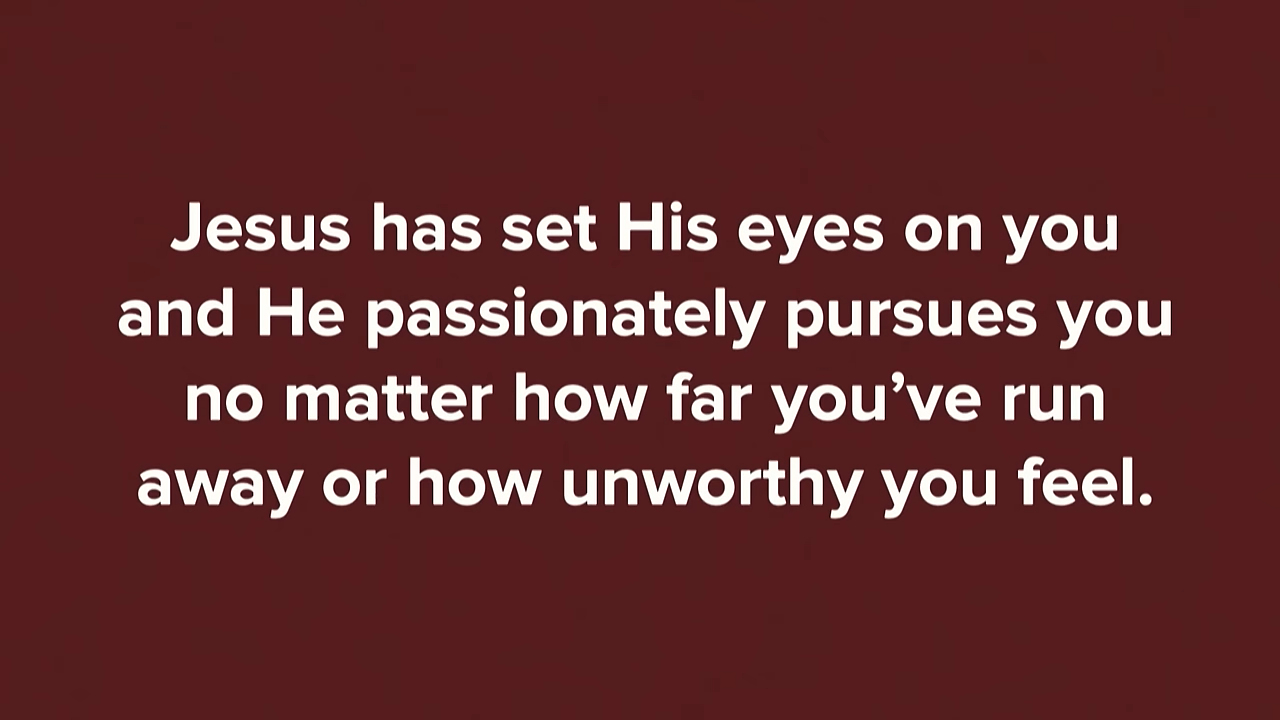 Jesus has set His eyes on you
and He passionately pursues you
no matter how far you’ve run
away or how unworthy you feel.